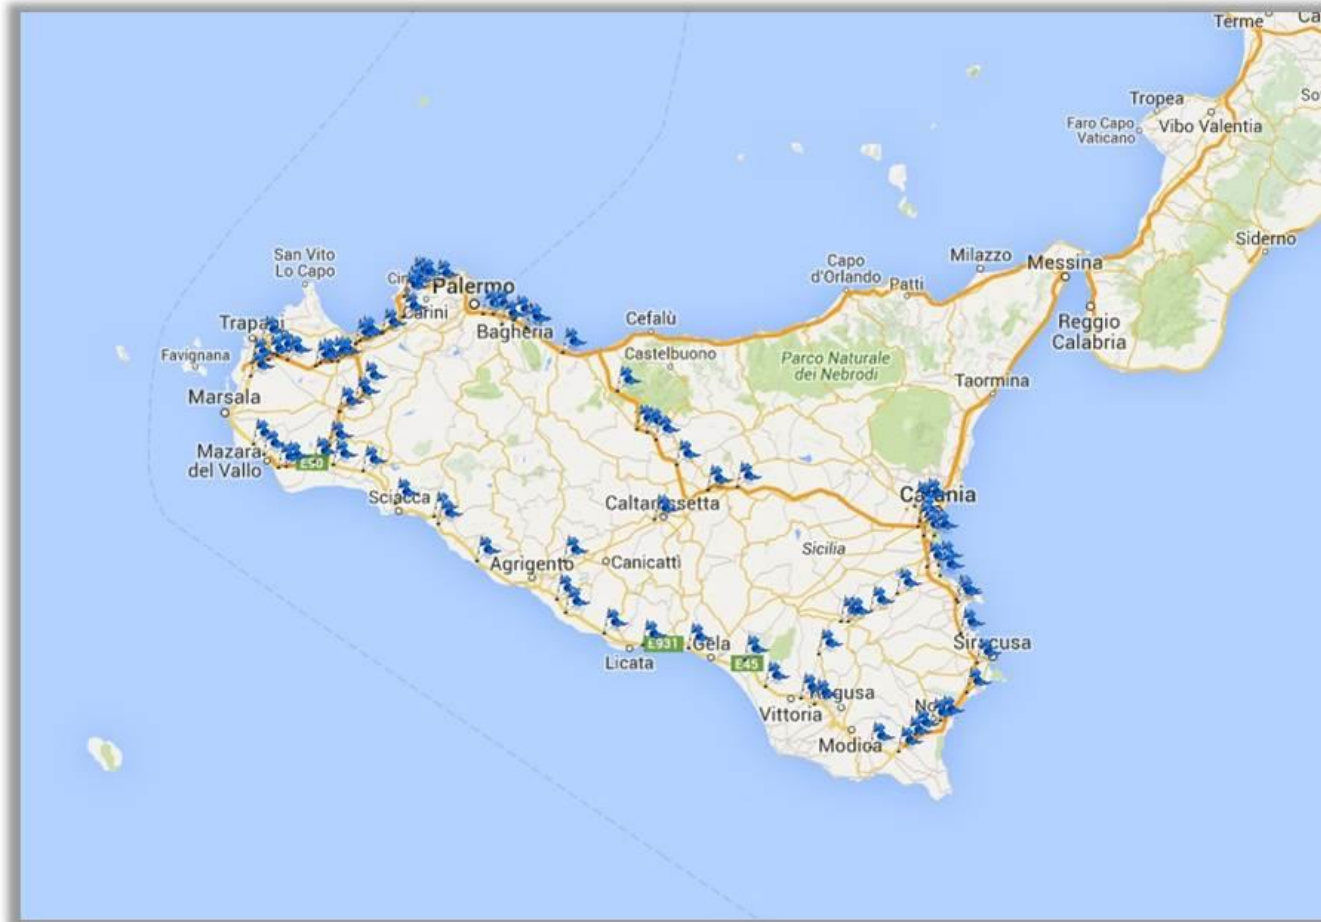 Terme
Tropea
Faro Capo
Vaticano
Vibo Valentia
Siderno
San Vito
Lo Capo
Capo
d'Orlando
Milazzo
Messina
Patti
Palermo
Carini
Trapani
Bagheria
Cefalù
Reggio
Calabria
Favignana
Castelbuono
Parco Naturale
dei Nebrodi
Taormina
Marsala
Mazara
del Vallo
E50
Sciacca
Caltanissetta
Catania
Sicilia
Agrigento
Canicattì
Licata
E931
Gela
E45
Siracusa
Vittoria
Ragusa
Modica